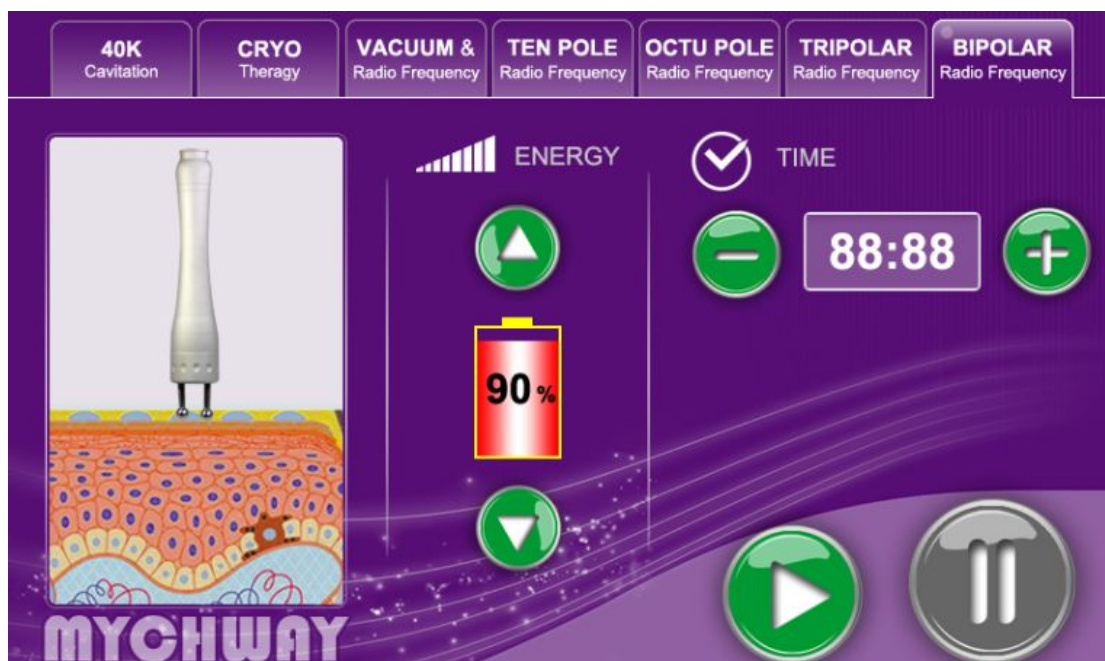 40K
Cavitation
CRYO
Theragy
VACUUM &
Radio Frequency
TEN POLE
Radio Frequency
OCTU POLE
Radio Frequency
TRIPOLAR
Radio Frequency
BIPOLAR
Radio Frequency
ENERGY
TIME
88:88
90 %
MYCHWAY